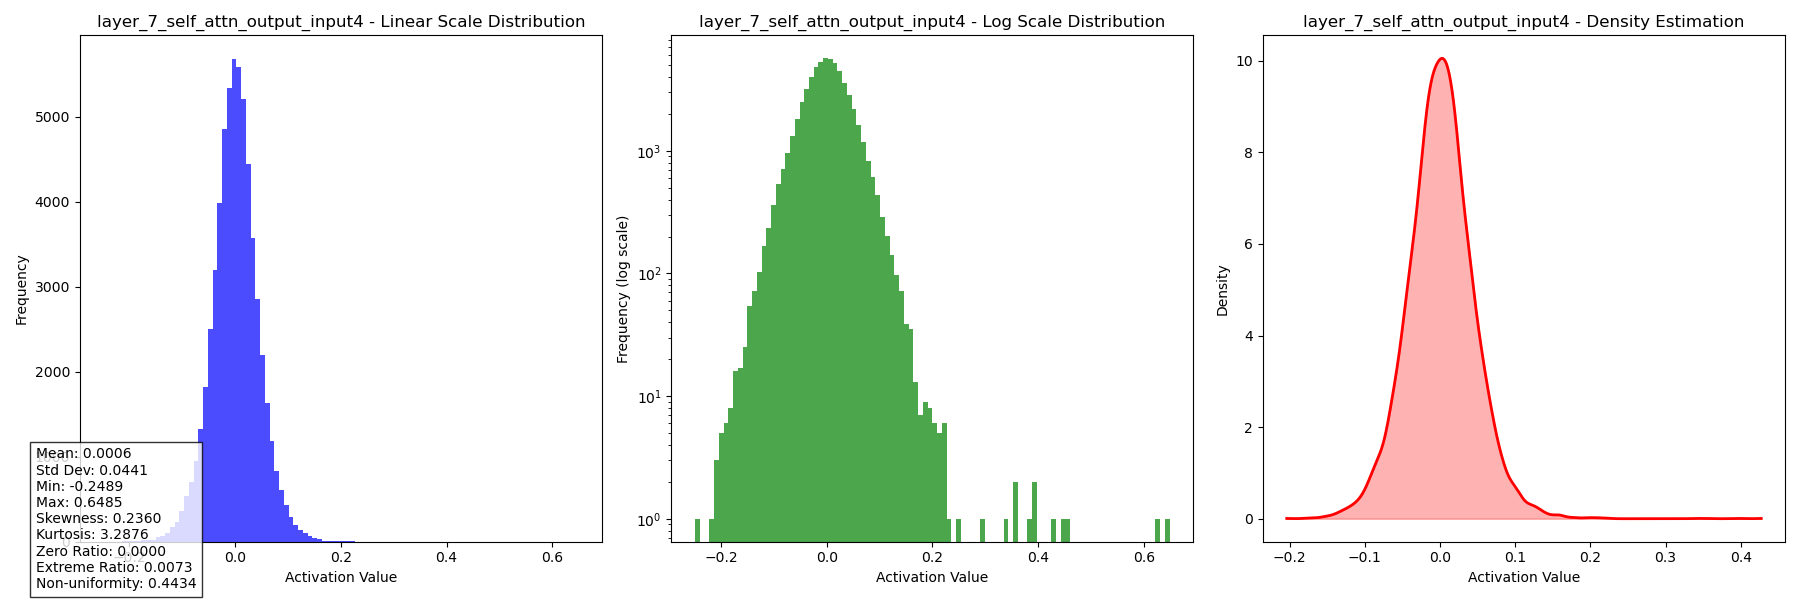 layer_7_self_attn_output_input4 - Linear Scale Distribution
Frequency
5000
4000
3000
2000
0.0
0.2
0.4
0.6
Activation Value
Mean: 0.0006
Std Dev: 0.0441
Min: -0.2489
Max: 0.6485
Skewness: 0.2360
Kurtosis: 3.2876
Zero Ratio: 0.0000
Extreme Ratio: 0.0073
Non-uniformity: 0.4434
layer_7_self_attn_output_input4 - Log Scale Distribution
Frequency (log scale)
10³
10²
10¹
10⁰
−0.2
0.0
0.2
0.4
0.6
Activation Value
layer_7_self_attn_output_input4 - Density Estimation
Density
10
8
6
4
2
0
−0.2
−0.1
0.0
0.1
0.2
0.3
0.4
Activation Value